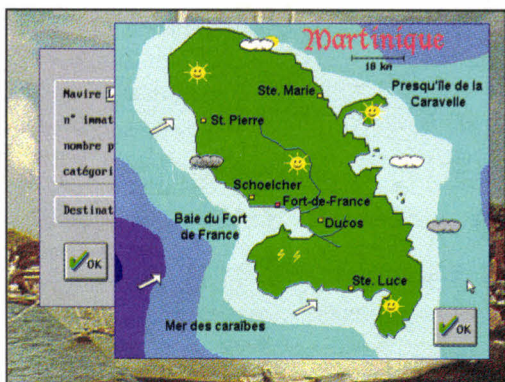 Martinique
10 kn
Presqu'île de la
Caravelle
Ste. Marie
St. Pierre
Schoelcher
Fort-de-France
Baie du Fort
de France
Ducos
Ste. Luce
Mer des caraïbes
OK
Navire
n° immat
nombre p
catégori
Destinat
OK